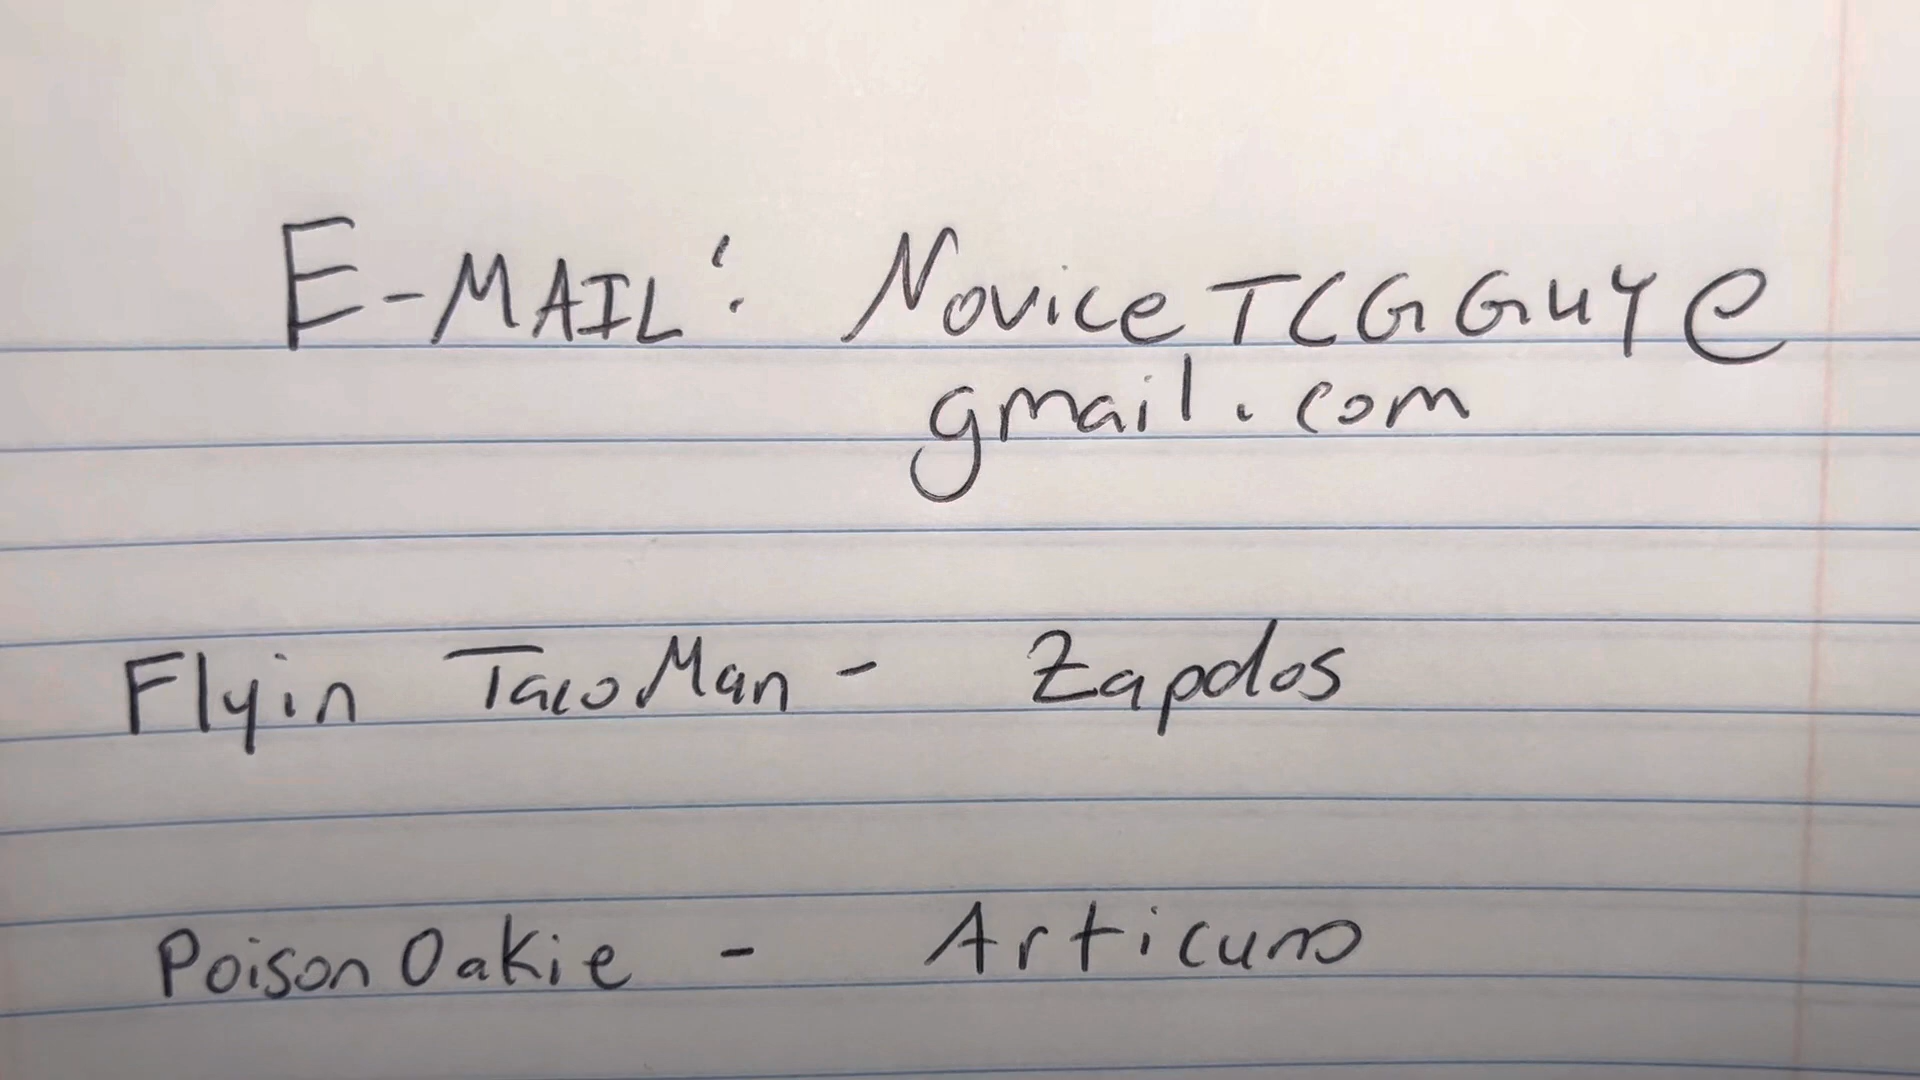 E-MAIL: NoviceTCGGuy@
gmail.com
Flyin TacoMan - Zapdos
PoisonOakie - Articuno